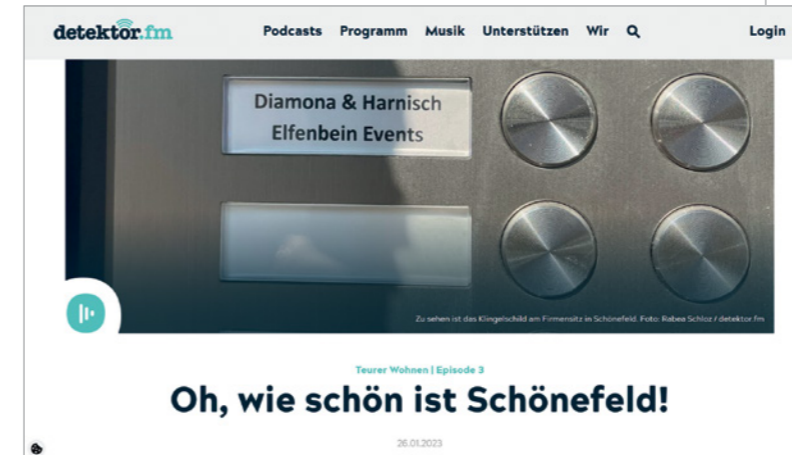 detektor.fm
Podcasts Programm Musik Unterstützen Wir Login
Diamona & Harnisch
Elfenbein Events
Zu sehen ist das Klingelschild am Firmensitz in Schönefeld. Foto: Rabea Schloz / detektor.fm
Teurer Wohnen | Episode 3
Oh, wie schön ist Schönefeld!
26.01.2023